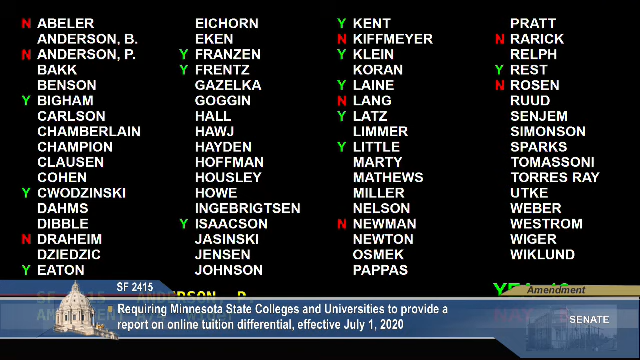 N ABELER
ANDERSON, B.
N ANDERSON, P.
BAKK
BENSON
Y BIGHAM
CARLSON
CHAMBERLAIN
CHAMPION
CLAUSEN
COHEN
Y CWODZINSKI
DAHMS
DIBBLE
N DRAHEIM
DZIEDZIC
Y EATON
EICHORN
EKEN
Y FRANZEN
Y FRENTZ
GAZELKA
GOGGIN
HALL
HAWJ
HAYDEN
HOFFMAN
HOUSLEY
HOWE
INGEBRIGTSEN
Y ISAACSON
JASINSKI
JENSEN
JOHNSON
Y KENT
N KIFFMEYER
Y KLEIN
KORAN
Y LAINE
N LANG
Y LATZ
LIMMER
Y LITTLE
MARTY
MATHEWS
MILLER
NELSON
N NEWMAN
NEWTON
OSMEK
PAPPAS
PRATT
N RARICK
RELPH
Y REST
N ROSEN
RUUD
SENJEM
SIMONSON
SPARKS
TOMASSONI
TORRES RAY
UTKE
WEBER
WESTROM
WIGER
WIKLUND
SF 2415
Requiring Minnesota State Colleges and Universities to provide a
report on online tuition differential, effective July 1, 2020
Amendment
SENATE